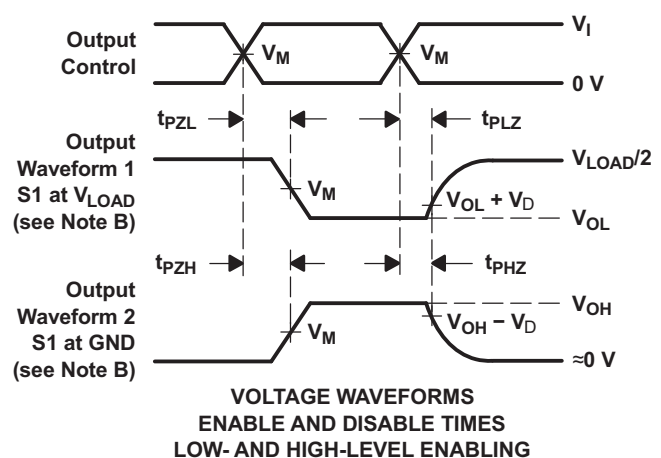 Output
Control
V_I
V_M
V_M
0 V
t_PZL
t_PLZ
Output
Waveform 1
S1 at V_LOAD
(see Note B)
V_LOAD/2
V_M
V_OL + V_D
V_OL
t_PZH
t_PHZ
Output
Waveform 2
S1 at GND
(see Note B)
V_OH
V_M
V_OH − V_D
≈0 V
VOLTAGE WAVEFORMS
ENABLE AND DISABLE TIMES
LOW- AND HIGH-LEVEL ENABLING